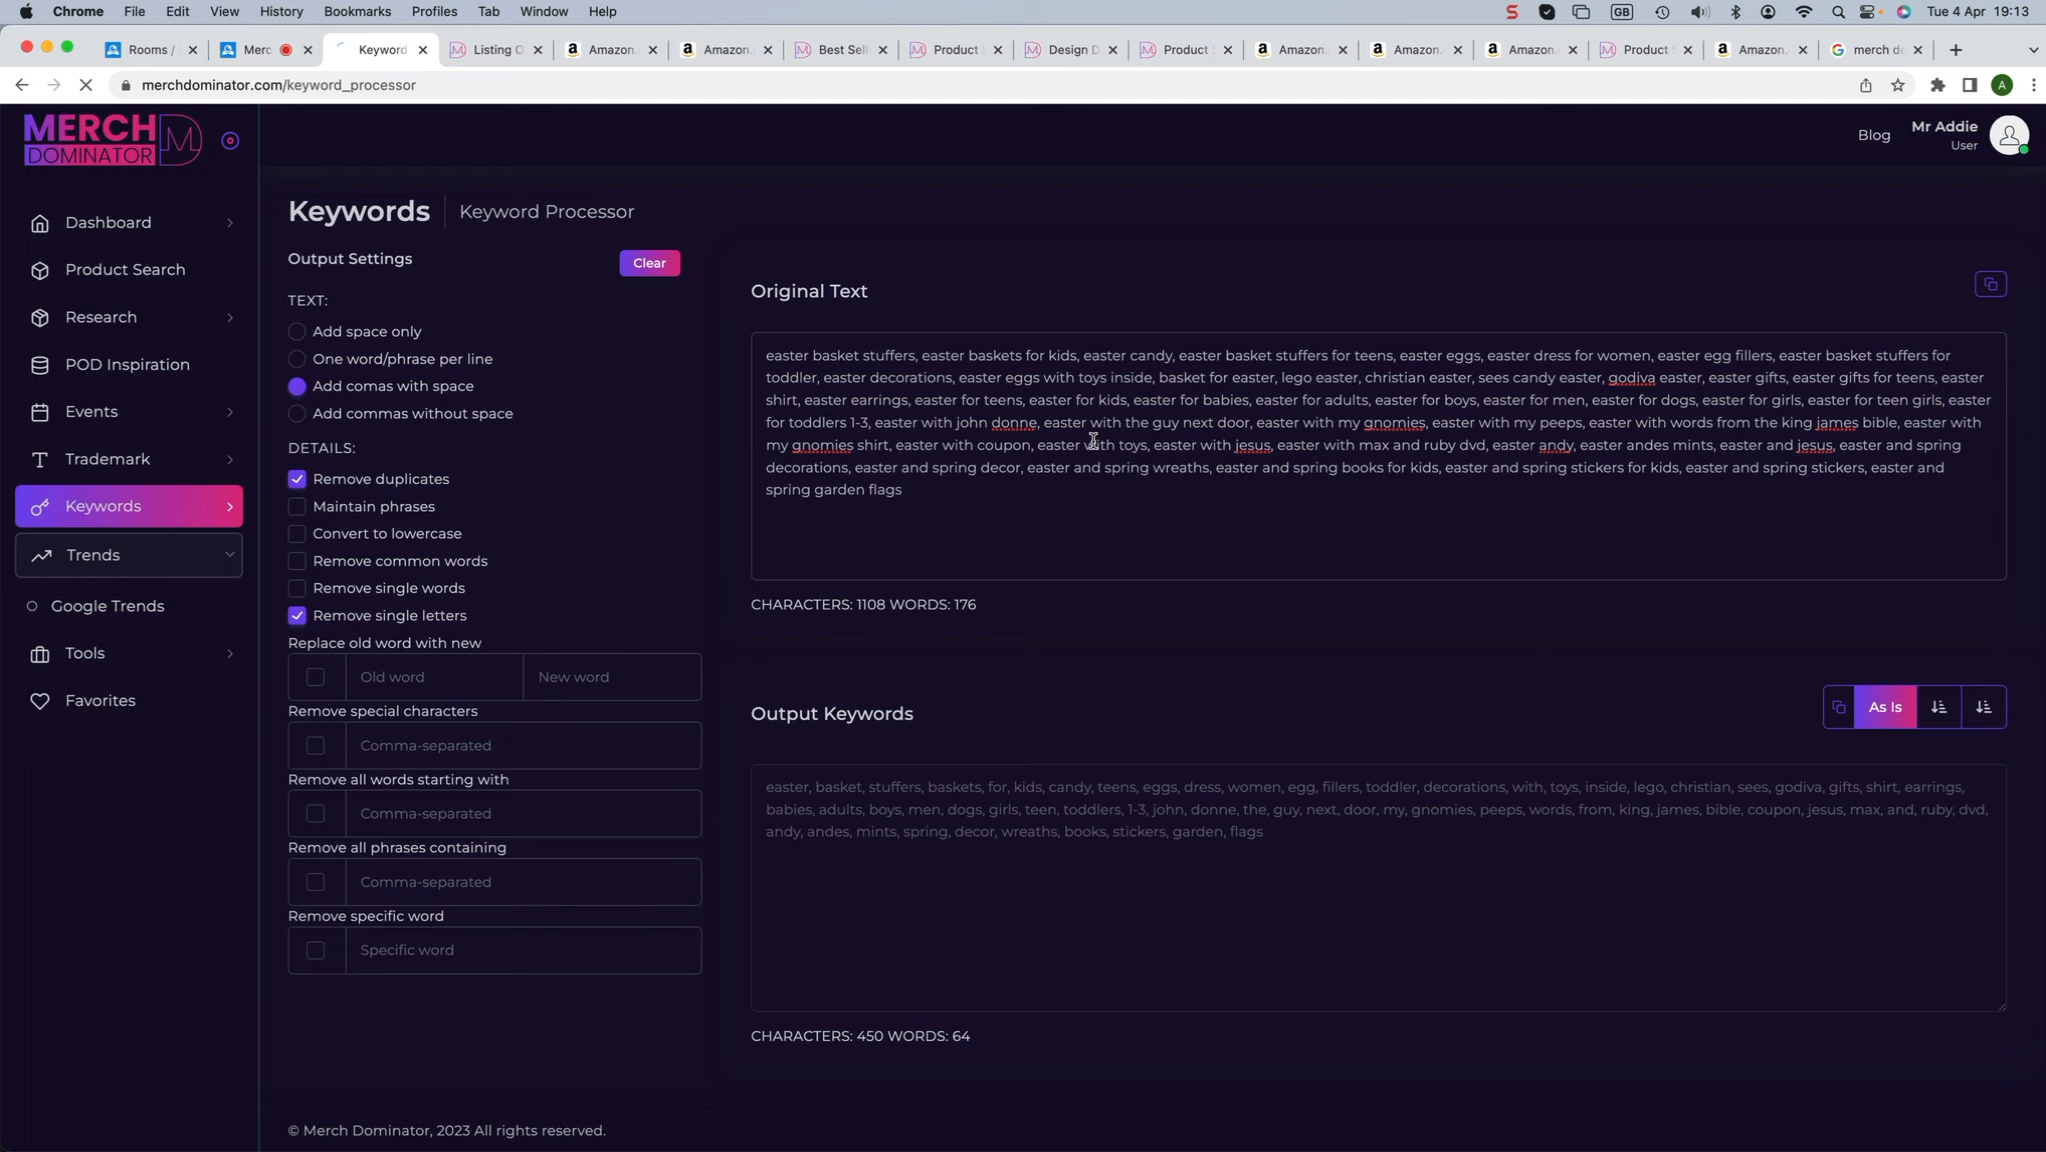 Chrome File Edit View History Bookmarks Profiles Tab Window Help GB Tue 4 Apr 19:13
Rooms / Merc Keyword Listing O Amazon. Amazon. Best Sell Product Design D Product Amazon. Amazon. Amazon. Product Amazon. merch d
merchdominator.com/keyword_processor A
MERCH DOMINATOR
Blog Mr Addie
User
Dashboard
Product Search
Research
POD Inspiration
Events
Trademark
Keywords
Trends
Google Trends
Tools
Favorites
Keywords Keyword Processor
Output Settings Clear
TEXT:
Add space only
One word/phrase per line
Add comas with space
Add commas without space
DETAILS:
Remove duplicates
Maintain phrases
Convert to lowercase
Remove common words
Remove single words
Remove single letters
Replace old word with new
Old word New word
Remove special characters
Comma-separated
Remove all words starting with
Comma-separated
Remove all phrases containing
Comma-separated
Remove specific word
Specific word
Original Text
easter basket stuffers, easter baskets for kids, easter candy, easter basket stuffers for teens, easter eggs, easter dress for women, easter egg fillers, easter basket stuffers for
toddler, easter decorations, easter eggs with toys inside, basket for easter, lego easter, christian easter, sees candy easter, godiva easter, easter gifts, easter gifts for teens, easter
shirt, easter earrings, easter for teens, easter for kids, easter for babies, easter for adults, easter for boys, easter for men, easter for dogs, easter for girls, easter for teen girls, easter
for toddlers 1-3, easter with john donne, easter with the guy next door, easter with my gnomies, easter with my peeps, easter with words from the king james bible, easter with
my gnomies shirt, easter with coupon, easter with toys, easter with jesus, easter with max and ruby dvd, easter andy, easter andes mints, easter and jesus, easter and spring
decorations, easter and spring decor, easter and spring wreaths, easter and spring books for kids, easter and spring stickers for kids, easter and spring stickers, easter and
spring garden flags
CHARACTERS: 1108 WORDS: 176
Output Keywords As Is
easter, basket, stuffers, baskets, for, kids, candy, teens, eggs, dress, women, egg, fillers, toddler, decorations, with, toys, inside, lego, christian, sees, godiva, gifts, shirt, earrings,
babies, adults, boys, men, dogs, girls, teen, toddlers, 1-3, john, donne, the, guy, next, door, my, gnomies, peeps, words, from, king, james, bible, coupon, jesus, max, and, ruby, dvd,
andy, andes, mints, spring, decor, wreaths, books, stickers, garden, flags
CHARACTERS: 450 WORDS: 64
© Merch Dominator, 2023 All rights reserved.